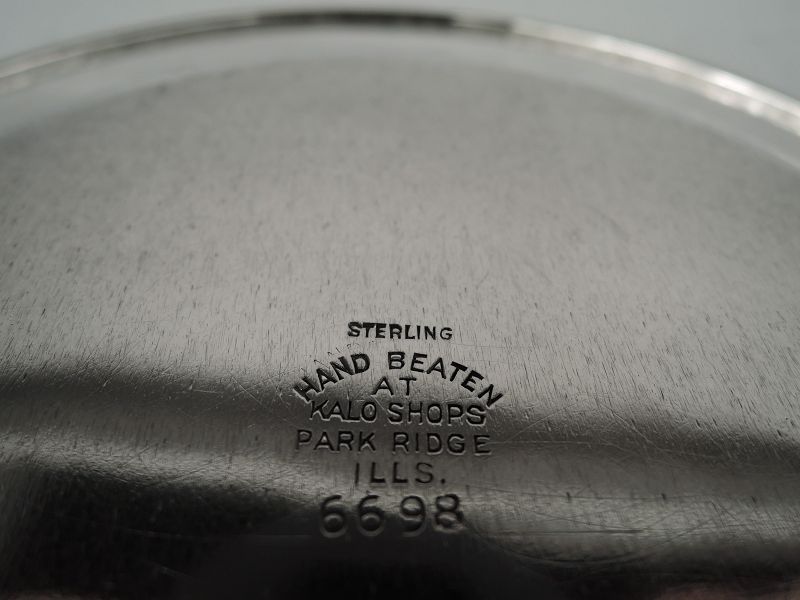 STERLING
HAND BEATEN
AT
KALO SHOPS
PARK RIDGE
ILLS.
6698